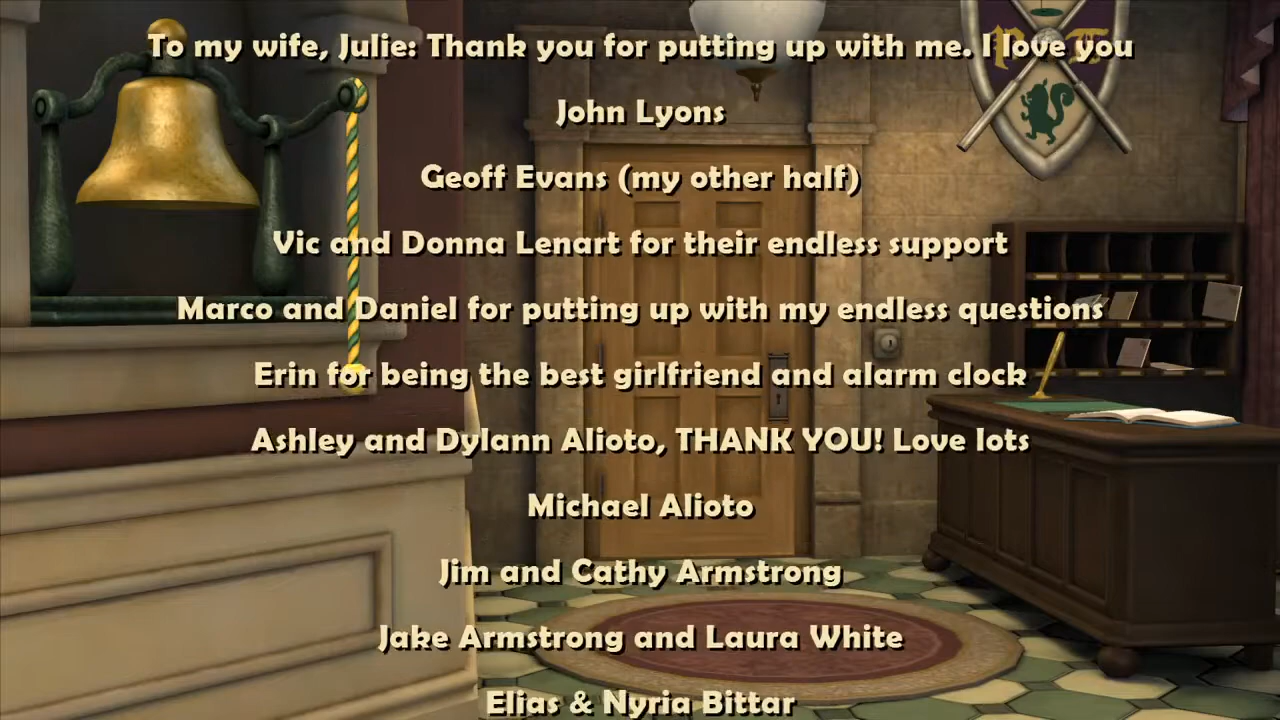 To my wife, Julie: Thank you for putting up with me. I love you
John Lyons
Geoff Evans (my other half)
Vic and Donna Lenart for their endless support
Marco and Daniel for putting up with my endless questions
Erin for being the best girlfriend and alarm clock
Ashley and Dylann Alioto, THANK YOU! Love lots
Michael Alioto
Jim and Cathy Armstrong
Jake Armstrong and Laura White
Elias & Nyria Bittar